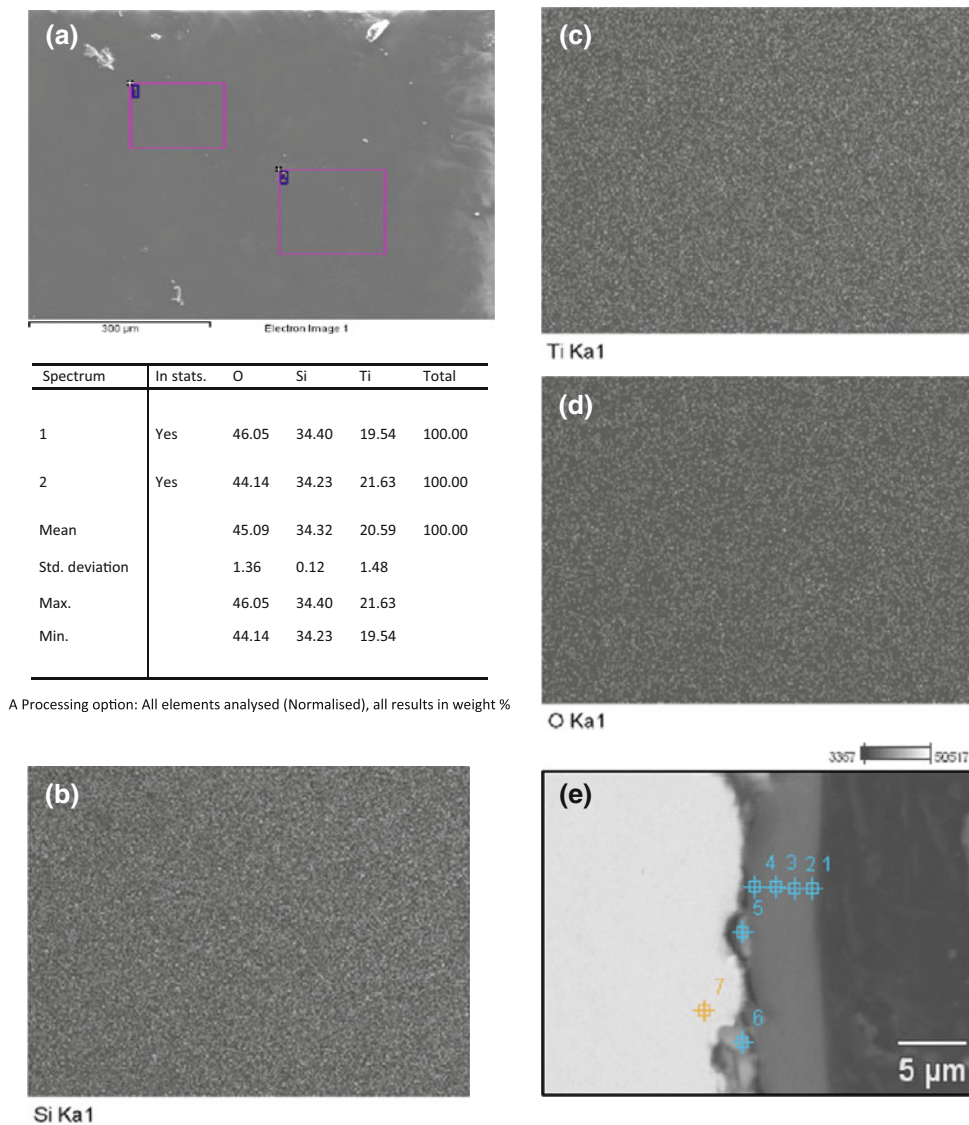 (a)
1
2
300 µm
Electron Image 1
Spectrum In stats. O Si Ti Total
1 Yes 46.05 34.40 19.54 100.00
2 Yes 44.14 34.23 21.63 100.00
Mean 45.09 34.32 20.59 100.00
Std. deviation 1.36 0.12 1.48
Max. 46.05 34.40 21.63
Min. 44.14 34.23 19.54
A Processing option: All elements analysed (Normalised), all results in weight %
(b)
Si Ka1
(c)
Ti Ka1
(d)
O Ka1
3367 50517
(e)
4 3 2 1
5
7
6
5 µm